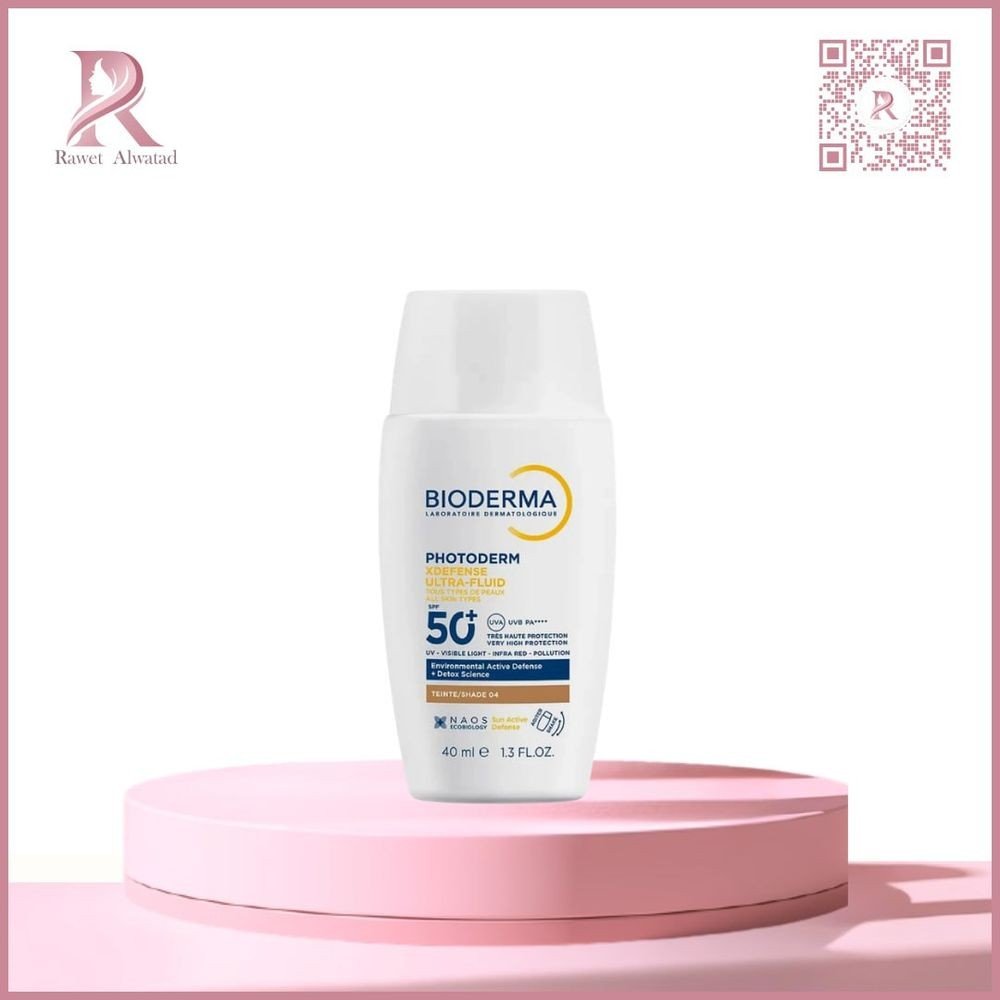 R
Rawet Alwatad
R
BIODERMA
LABORATOIRE DERMATOLOGIQUE
PHOTODERM
XDEFENSE
ULTRA-FLUID
TOUS TYPES DE PEAUX
ALL SKIN TYPES
SPF
50+
UVA UVB PA++++
TRÈS HAUTE PROTECTION
VERY HIGH PROTECTION
UV - VISIBLE LIGHT - INFRA RED - POLLUTION
Environmental Active Defense
+ Detox Science
TEINTE/SHADE 04
NAOS
ECOBIOLOGY
Sun Active
Defense
AGITER
SHAKE
40 ml e 1.3 FL.OZ.